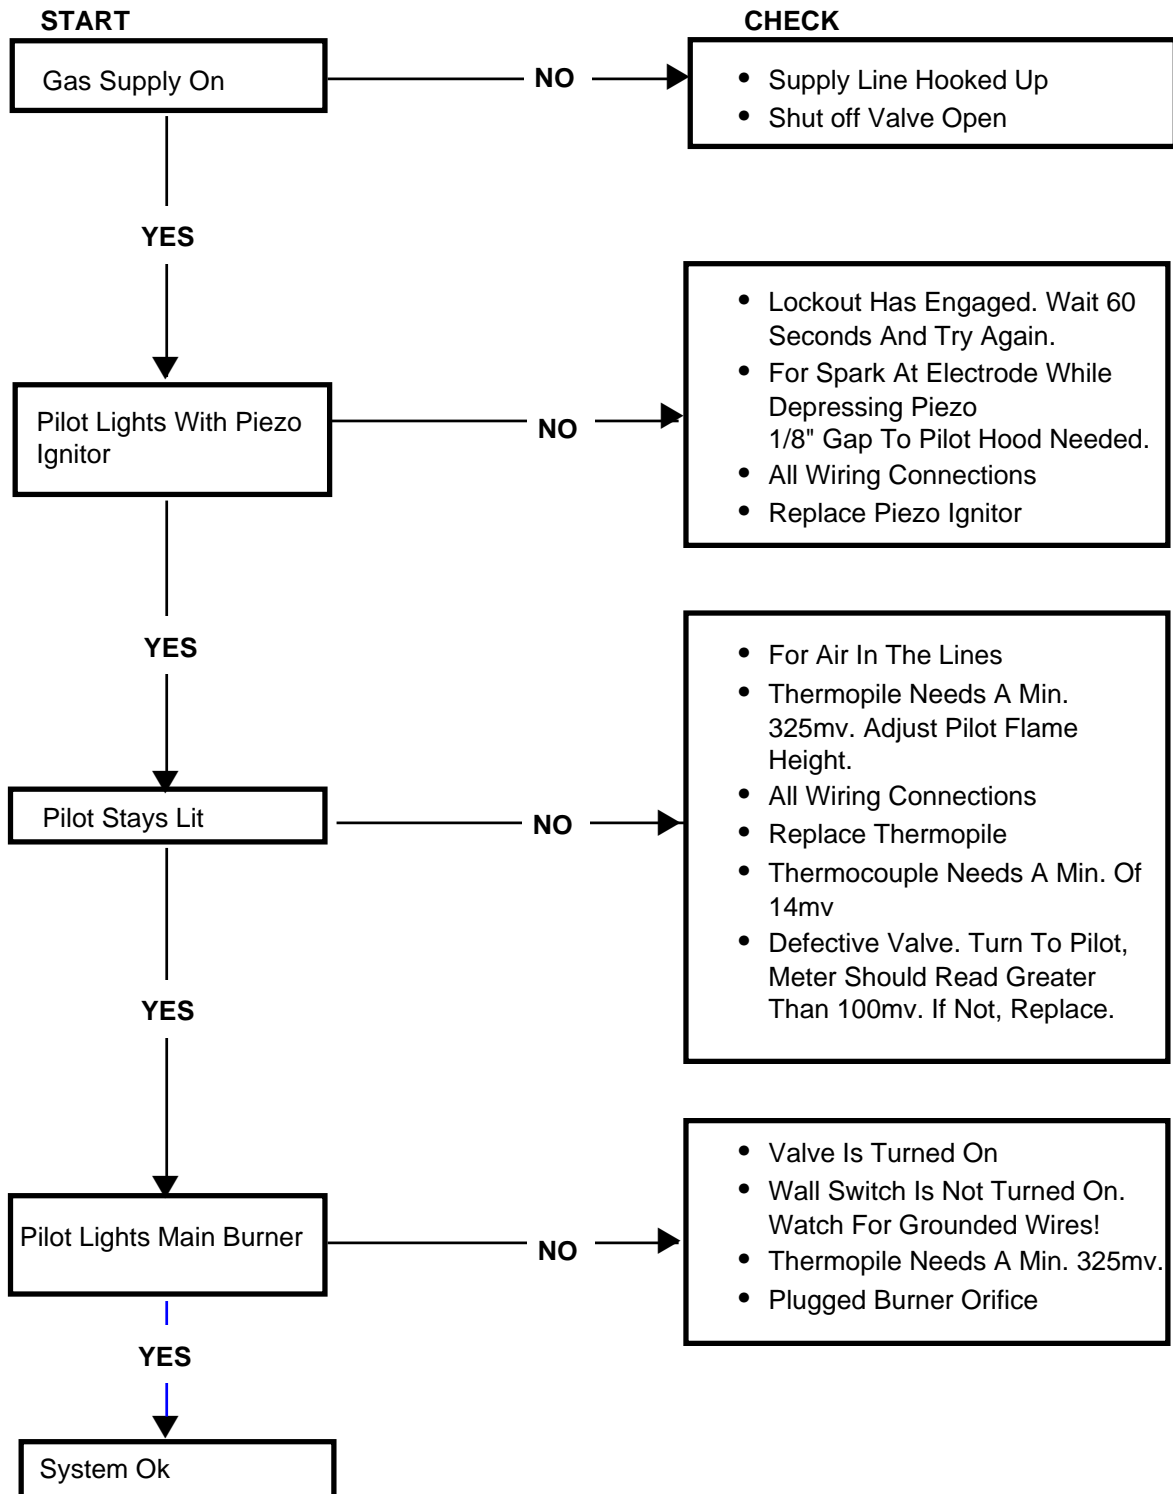 START
CHECK
Gas Supply On
NO
• Supply Line Hooked Up
• Shut off Valve Open
YES
Pilot Lights With Piezo
Ignitor
NO
• Lockout Has Engaged. Wait 60
Seconds And Try Again.
• For Spark At Electrode While
Depressing Piezo
1/8" Gap To Pilot Hood Needed.
• All Wiring Connections
• Replace Piezo Ignitor
YES
Pilot Stays Lit
NO
• For Air In The Lines
• Thermopile Needs A Min.
325mv. Adjust Pilot Flame
Height.
• All Wiring Connections
• Replace Thermopile
• Thermocouple Needs A Min. Of
14mv
• Defective Valve. Turn To Pilot,
Meter Should Read Greater
Than 100mv. If Not, Replace.
YES
Pilot Lights Main Burner
NO
• Valve Is Turned On
• Wall Switch Is Not Turned On.
Watch For Grounded Wires!
• Thermopile Needs A Min. 325mv.
• Plugged Burner Orifice
YES
System Ok